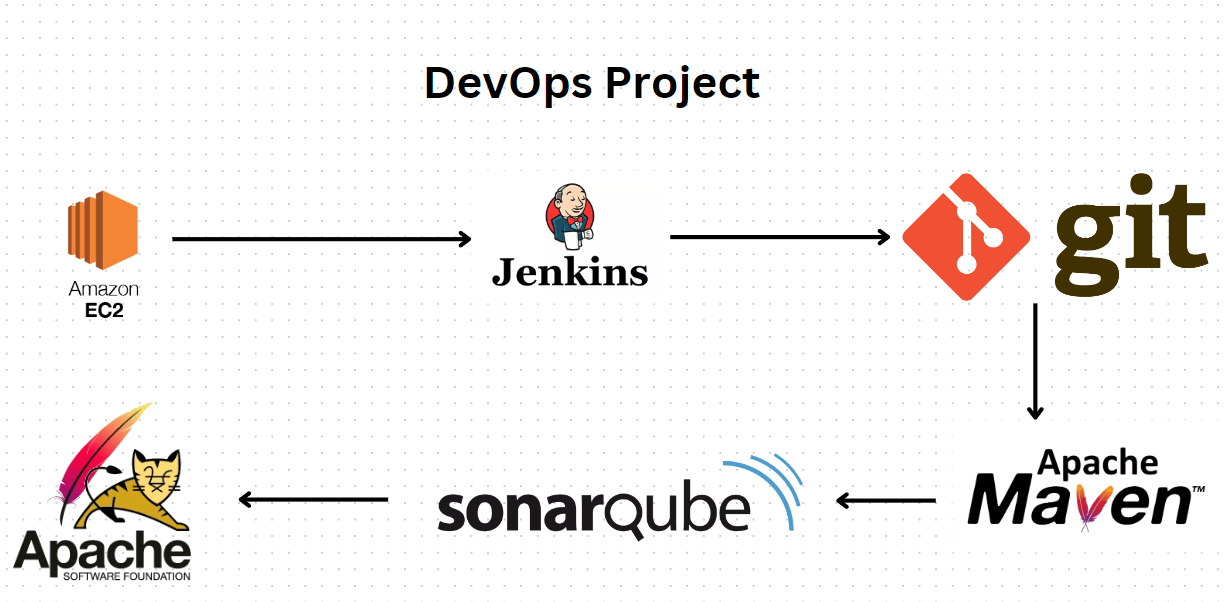 DevOps Project
Amazon
EC2
Jenkins
git
Apache
Maven™
sonarqube
Apache
SOFTWARE FOUNDATION